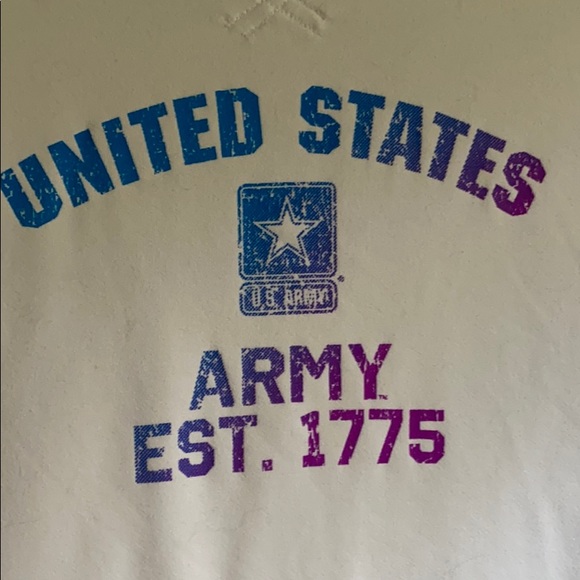 UNITED STATES
U.S. ARMY
ARMY
EST. 1775